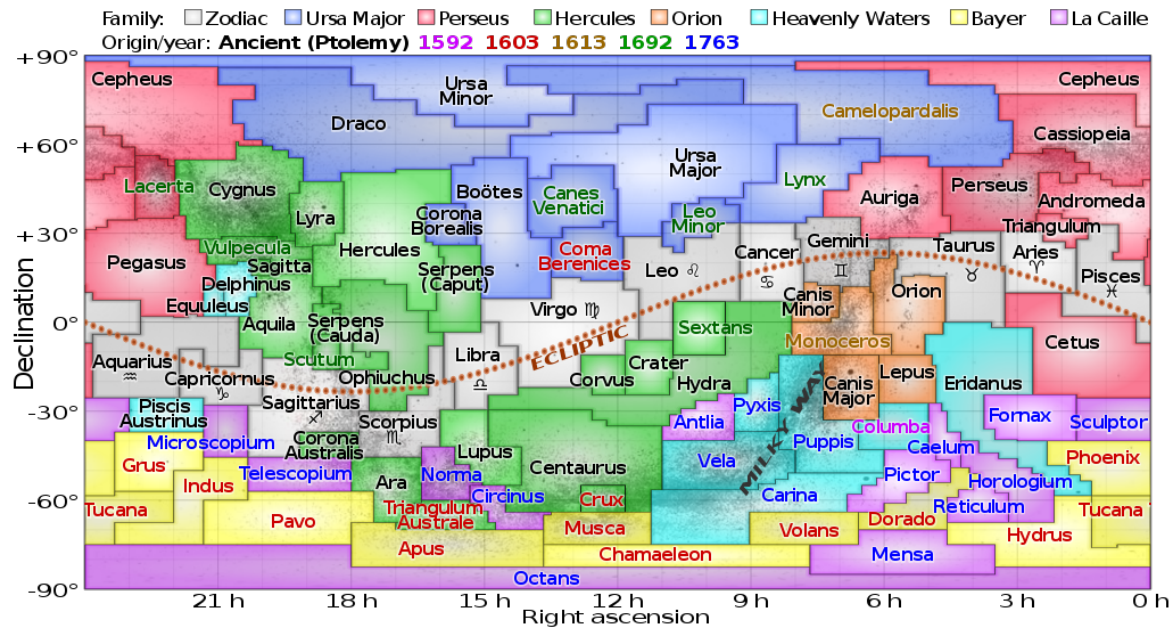 Family: Zodiac Ursa Major Perseus Hercules Orion Heavenly Waters Bayer La Caille
Origin/year: Ancient (Ptolemy) 1592 1603 1613 1692 1763
+90°
Cepheus
Ursa
Minor
Cepheus
Draco
Camelopardalis
Cassiopeia
+60°
Ursa
Major
Lacerta
Cygnus
Boötes
Canes
Venatici
Lynx
Auriga
Perseus
Andromeda
Lyra
Corona
Borealis
Leo
Minor
Triangulum
+30°
Vulpecula
Hercules
Coma
Berenices
Cancer
Gemini
Taurus
Aries
Pegasus
Sagitta
Serpens
(Caput)
Leo ♌
♋
♊
♉
♈
Pisces
♓
Delphinus
Equuleus
Virgo ♍
Canis
Minor
Orion
0°
Aquila
Serpens
(Cauda)
Sextans
Monoceros
Cetus
ECLIPTIC
Scutum
Aquarius
♒
Capricornus
♑
Ophiuchus
Libra
♎
Corvus
Crater
Hydra
Canis
Major
Lepus
Eridanus
MILKY WAY
-30°
Piscis
Austrinus
Sagittarius
♐
Scorpius
♏
Antlia
Pyxis
Columba
Fornax
Sculptor
Microscopium
Corona
Australis
Lupus
Puppis
Caelum
Grus
Telescopium
Norma
Centaurus
Vela
Pictor
Phoenix
Indus
Ara
Circinus
Crux
Carina
Horologium
-60°
Tucana
Triangulum
Australe
Reticulum
Tucana
Pavo
Musca
Volans
Dorado
Hydrus
Apus
Chamaeleon
Mensa
Octans
-90°
Declination
21 h 18 h 15 h 12 h 9 h 6 h 3 h 0 h
Right ascension